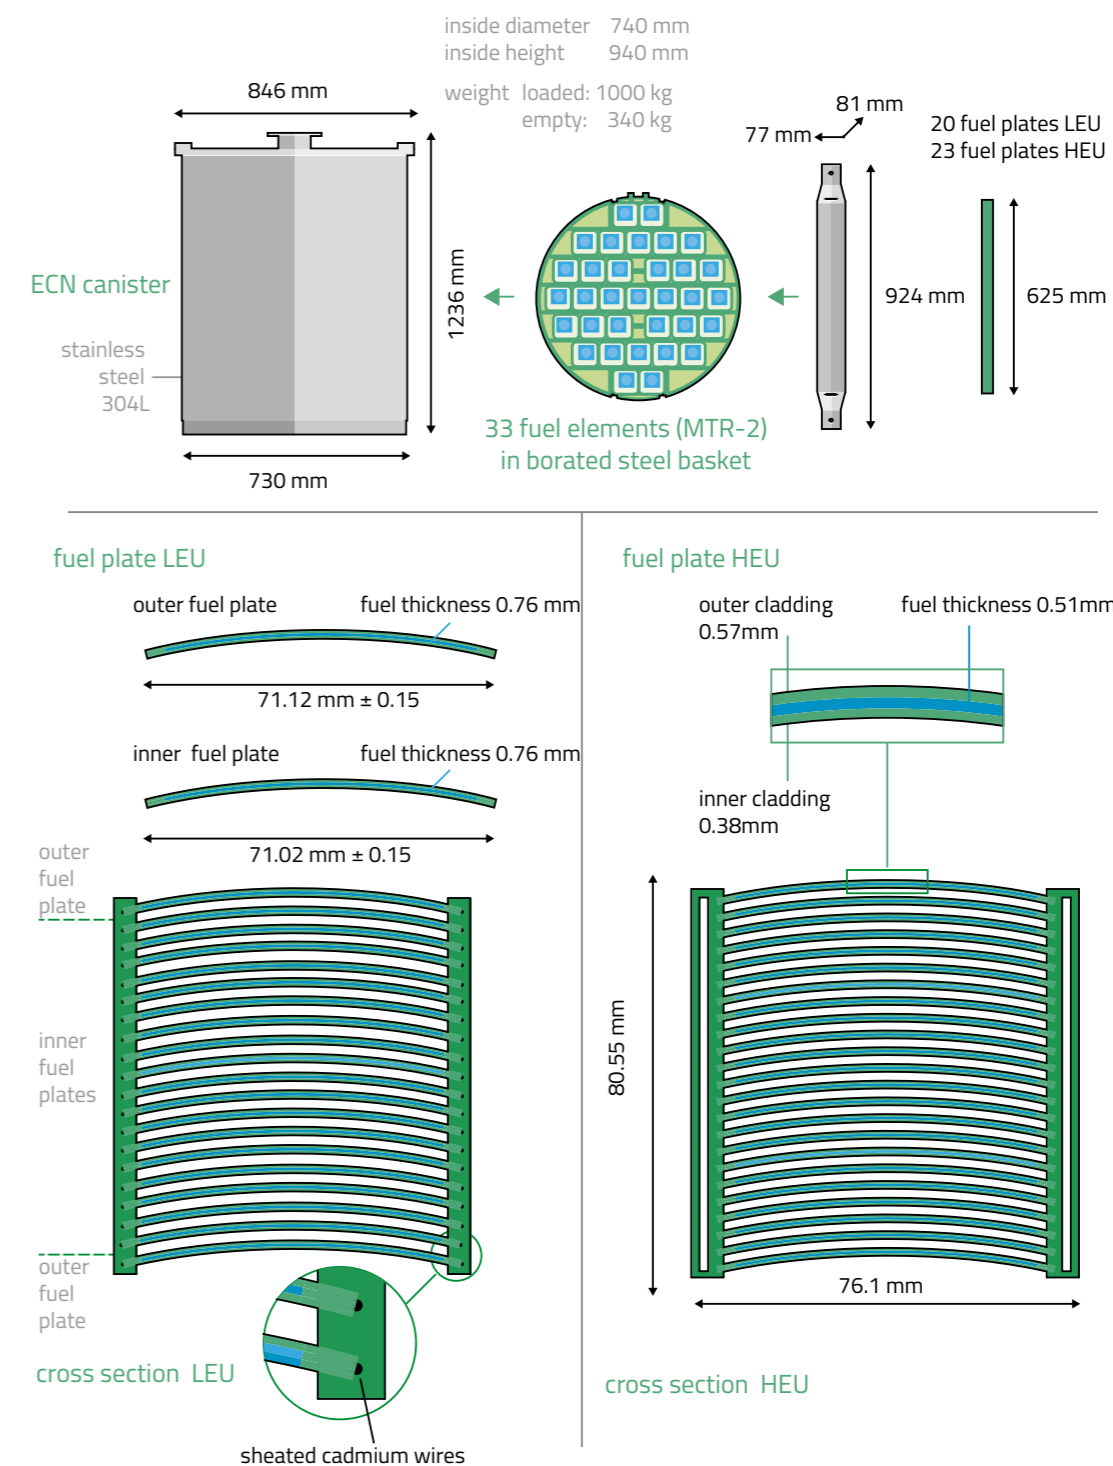 inside diameter 740 mm
inside height 940 mm
weight loaded: 1000 kg
empty: 340 kg
846 mm
81 mm
77 mm
20 fuel plates LEU
23 fuel plates HEU
ECN canister
1236 mm
924 mm
625 mm
stainless
steel
304L
33 fuel elements (MTR-2)
in borated steel basket
730 mm
fuel plate LEU
outer fuel plate
fuel thickness 0.76 mm
71.12 mm ± 0.15
inner fuel plate
fuel thickness 0.76 mm
71.02 mm ± 0.15
outer
fuel
plate
inner
fuel
plates
outer
fuel
plate
cross section LEU
sheated cadmium wires
fuel plate HEU
outer cladding
0.57mm
fuel thickness 0.51mm
inner cladding
0.38mm
80.55 mm
76.1 mm
cross section HEU